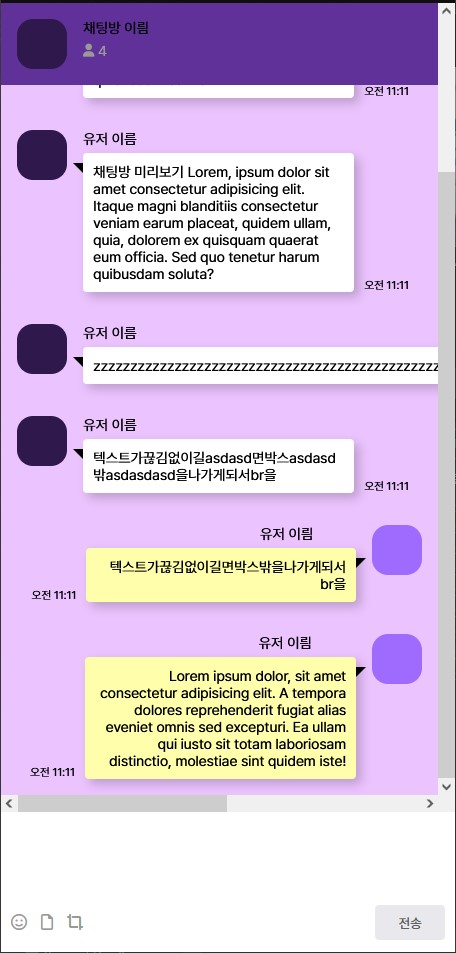 채팅방 이름
4
오전 11:11
유저 이름
채팅방 미리보기 Lorem, ipsum dolor sit
amet consectetur adipisicing elit.
Itaque magni blanditiis consectetur
veniam earum placeat, quidem ullam,
quia, dolorem ex quisquam quaerat
eum officia. Sed quo tenetur harum
quibusdam soluta?
오전 11:11
유저 이름
zzzzzzzzzzzzzzzzzzzzzzzzzzzzzzzzzzzzzzzzzzzzzzz
유저 이름
텍스트가끊김없이길asdasd면박스asdasd
밖asdasdasd을나가게되서br을
오전 11:11
유저 이름
텍스트가끊김없이길면박스밖을나가게되서
br을
오전 11:11
유저 이름
Lorem ipsum dolor, sit amet
consectetur adipisicing elit. A tempora
dolores reprehenderit fugiat alias
eveniet omnis sed excepturi. Ea ullam
qui iusto sit totam laboriosam
distinctio, molestiae sint quidem iste!
오전 11:11
전송